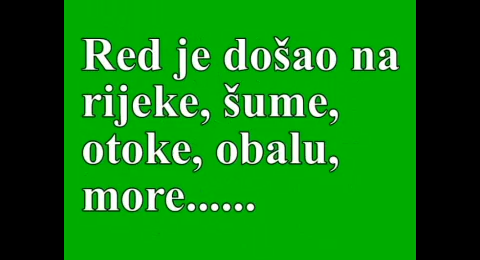 Red je došao na
rijeke, šume,
otoke, obalu,
more......